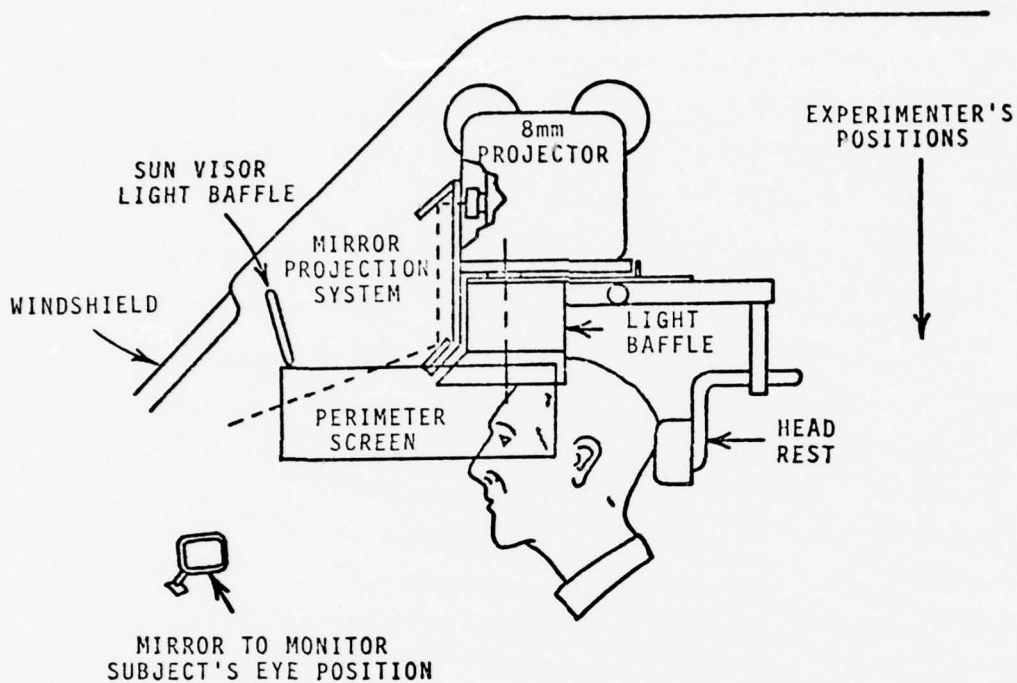 8mm
PROJECTOR
EXPERIMENTER'S
POSITIONS
SUN VISOR
LIGHT BAFFLE
MIRROR
PROJECTION
SYSTEM
WINDSHIELD
LIGHT
BAFFLE
PERIMETER
SCREEN
HEAD
REST
MIRROR TO MONITOR
SUBJECT'S EYE POSITION